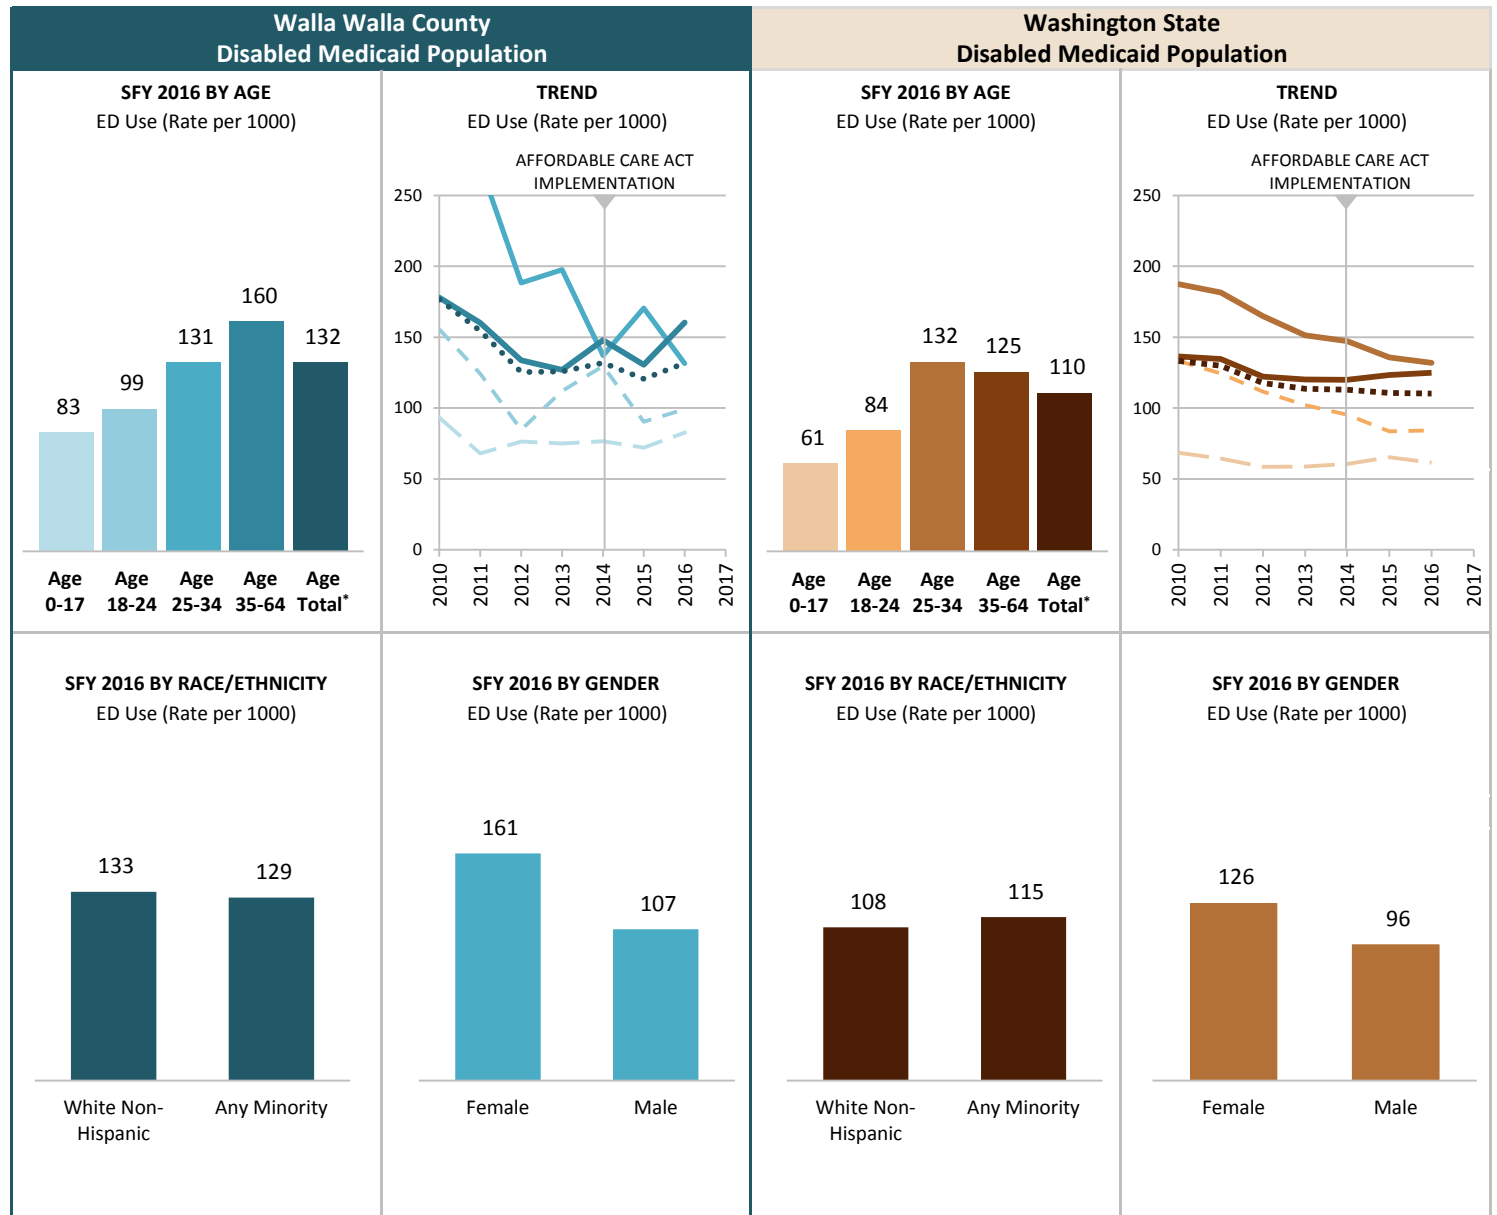 Walla Walla County
Disabled Medicaid Population
Washington State
Disabled Medicaid Population
SFY 2016 BY AGE
ED Use (Rate per 1000)
83
99
131
160
132
Age 0-17
Age 18-24
Age 25-34
Age 35-64
Age Total*
TREND
ED Use (Rate per 1000)
AFFORDABLE CARE ACT
IMPLEMENTATION
250
200
150
100
50
0
2010
2011
2012
2013
2014
2015
2016
2017
SFY 2016 BY AGE
ED Use (Rate per 1000)
61
84
132
125
110
Age 0-17
Age 18-24
Age 25-34
Age 35-64
Age Total*
TREND
ED Use (Rate per 1000)
AFFORDABLE CARE ACT
IMPLEMENTATION
250
200
150
100
50
0
2010
2011
2012
2013
2014
2015
2016
2017
SFY 2016 BY RACE/ETHNICITY
ED Use (Rate per 1000)
133
129
White Non-
Hispanic
Any Minority
SFY 2016 BY GENDER
ED Use (Rate per 1000)
161
107
Female
Male
SFY 2016 BY RACE/ETHNICITY
ED Use (Rate per 1000)
108
115
White Non-
Hispanic
Any Minority
SFY 2016 BY GENDER
ED Use (Rate per 1000)
126
96
Female
Male